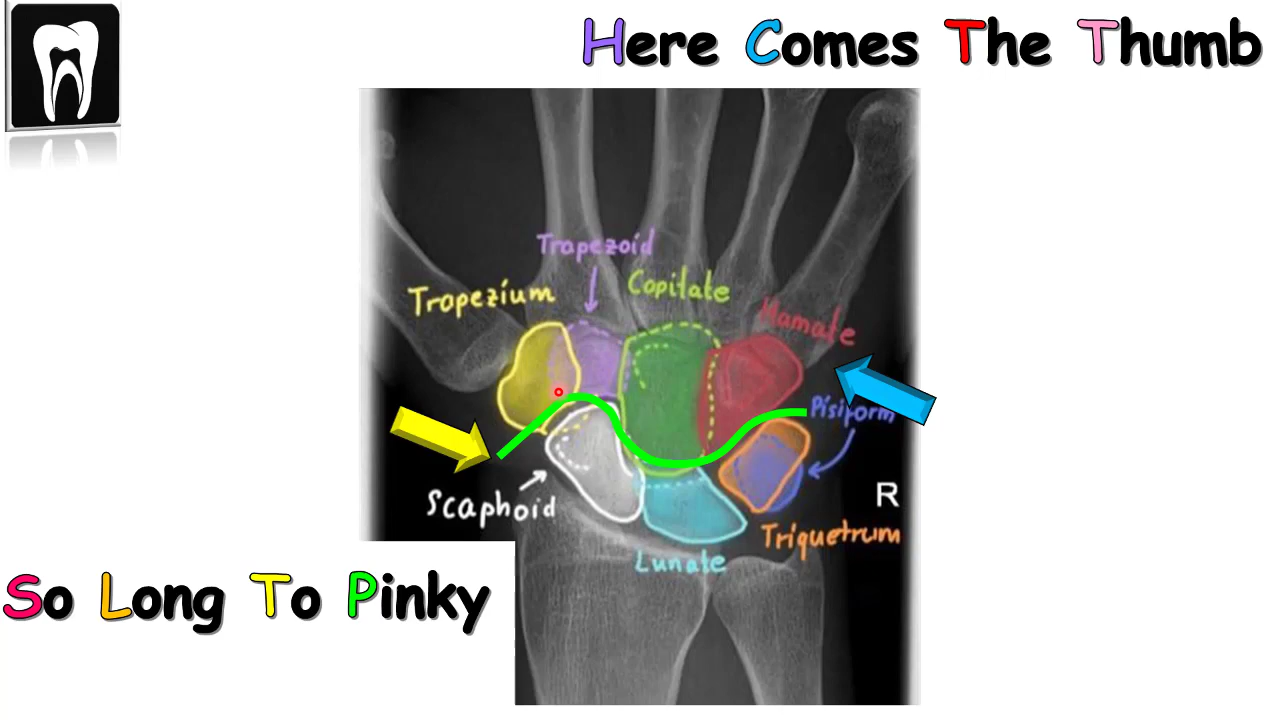 Here Comes The Thumb
Trapezoid
Trapezium
Capitate
Hamate
Pisiform
R
Scaphoid
Triquetrum
Lunate
So Long To Pinky